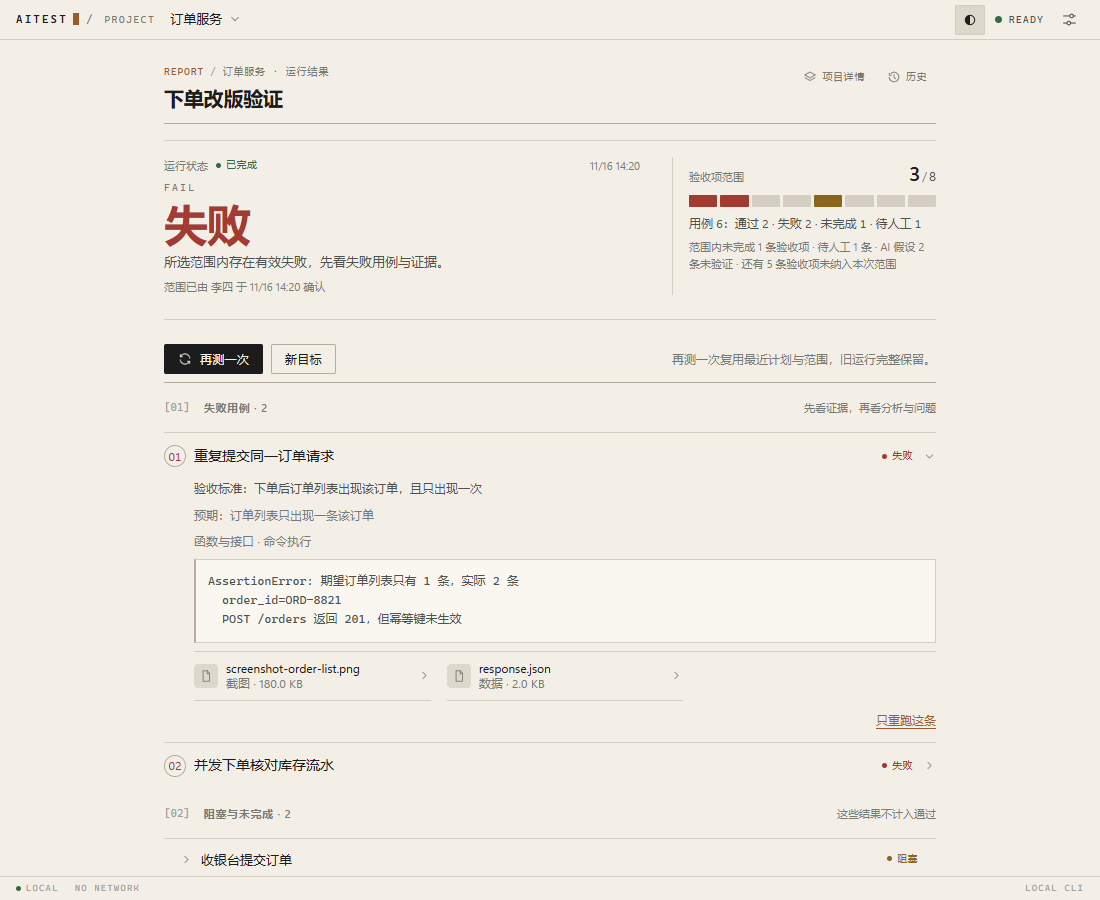 AITEST / PROJECT 订单服务
READY
REPORT / 订单服务 · 运行结果
项目详情 历史
下单改版验证
运行状态 已完成 11/16 14:20
FAIL
失败
所选范围内存在有效失败，先看失败用例与证据。
范围已由 李四 于 11/16 14:20 确认
验收项范围 3/8
用例 6：通过 2 · 失败 2 · 未完成 1 · 待人工 1
范围内未完成 1 条验收项 · 待人工 1 条 · AI 假设 2
条未验证 · 还有 5 条验收项未纳入本次范围
再测一次 新目标 再测一次复用最近计划与范围，旧运行完整保留。
[01] 失败用例 · 2 先看证据，再看分析与问题
01 重复提交同一订单请求 失败
验收标准：下单后订单列表出现该订单，且只出现一次
预期：订单列表只出现一条该订单
函数与接口 · 命令执行
AssertionError: 期望订单列表只有 1 条，实际 2 条
order_id=ORD-8821
POST /orders 返回 201，但幂等键未生效
screenshot-order-list.png
截图 · 180.0 KB
response.json
数据 · 2.0 KB
只重跑这条
02 并发下单核对库存流水 失败
[02] 阻塞与未完成 · 2 这些结果不计入通过
收银台提交订单 阻塞
LOCAL NO NETWORK LOCAL CLI